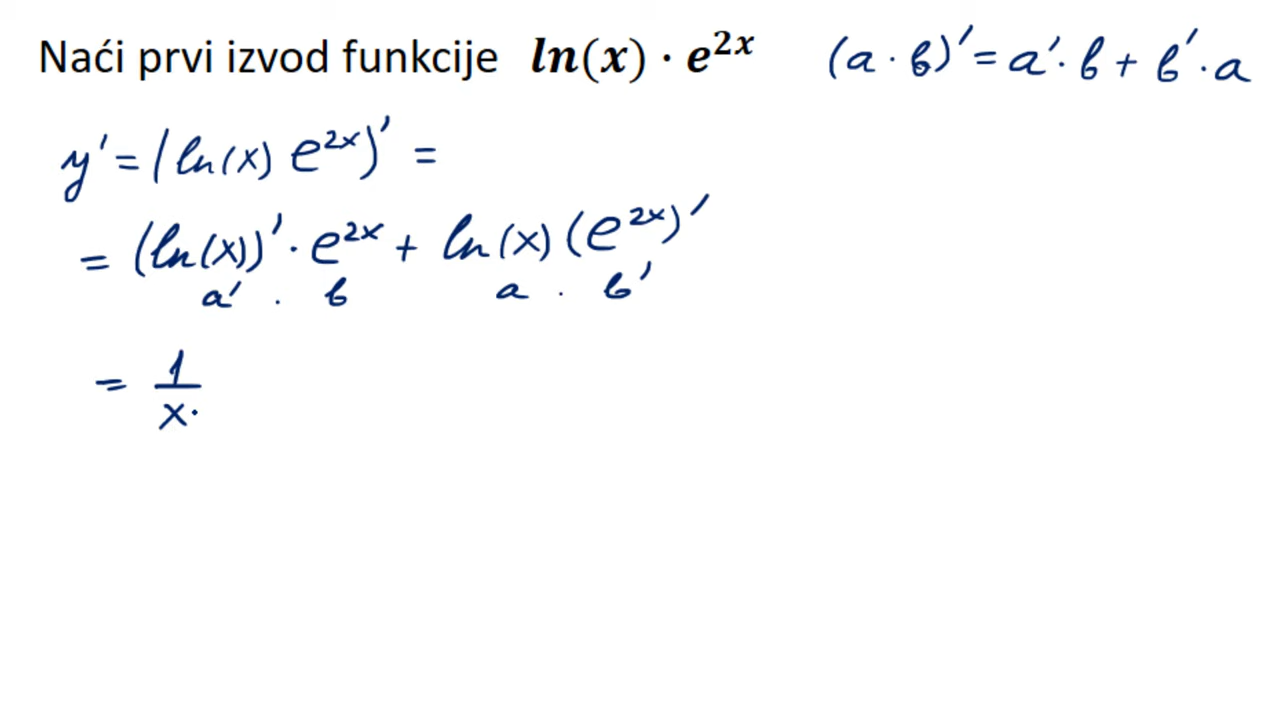 Naći prvi izvod funkcije ln(x) · e^{2x} (a · b)' = a' · b + b' · a
y' = (ln(x) e^{2x})' =
= (ln(x))' · e^{2x} + ln(x) (e^{2x})'
a' · b a · b'
= 1/x ·